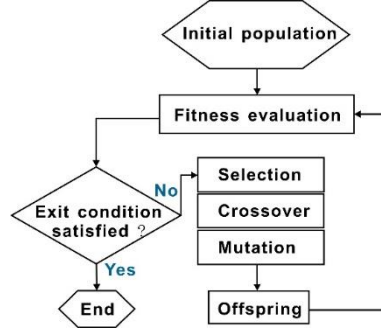 Initial population
Fitness evaluation
Exit condition
satisfied ?
No
Yes
Selection
Crossover
Mutation
Offspring
End